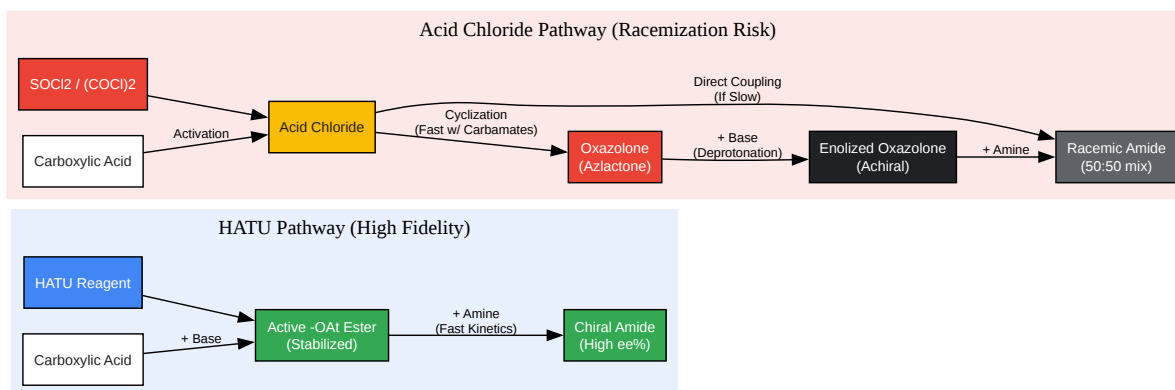 Acid Chloride Pathway (Racemization Risk)
SOCl2 / (COCl)2
Carboxylic Acid
Activation
Acid Chloride
Direct Coupling
(If Slow)
Cyclization
(Fast w/ Carbamates)
Oxazolone
(Azlactone)
+ Base
(Deprotonation)
Enolized Oxazolone
(Achiral)
+ Amine
Racemic Amide
(50:50 mix)
HATU Pathway (High Fidelity)
HATU Reagent
Carboxylic Acid
+ Base
Active -OAt Ester
(Stabilized)
+ Amine
(Fast Kinetics)
Chiral Amide
(High ee%)